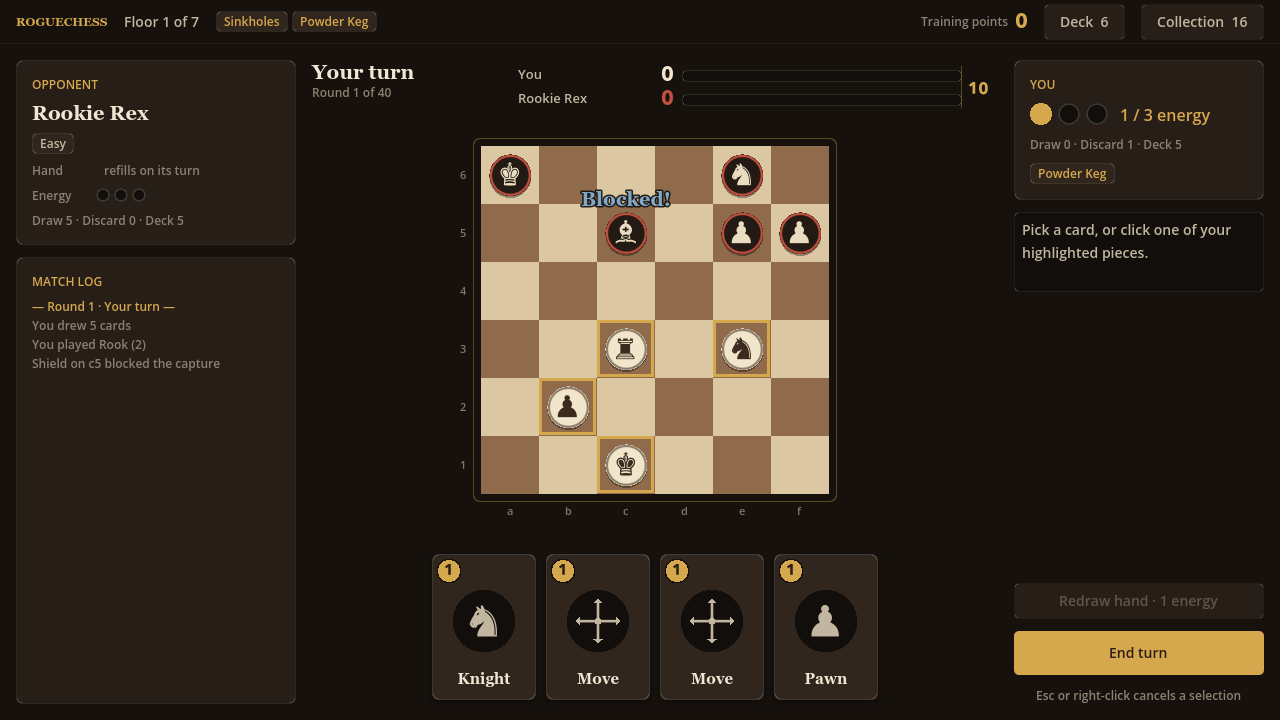 ROGUECHESS Floor 1 of 7 Sinkholes Powder Keg Training points 0 Deck 6 Collection 16
OPPONENT
Rookie Rex
Easy
Hand refills on its turn
Energy
Draw 5 · Discard 0 · Deck 5
MATCH LOG
— Round 1 · Your turn —
You drew 5 cards
You played Rook (2)
Shield on c5 blocked the capture
Your turn
Round 1 of 40
You 0
Rookie Rex 0
10
6
5
4
3
2
1
Blocked!
a b c d e f
1 Knight
1 Move
1 Move
1 Pawn
YOU
1 / 3 energy
Draw 0 · Discard 1 · Deck 5
Powder Keg
Pick a card, or click one of your
highlighted pieces.
Redraw hand · 1 energy
End turn
Esc or right-click cancels a selection